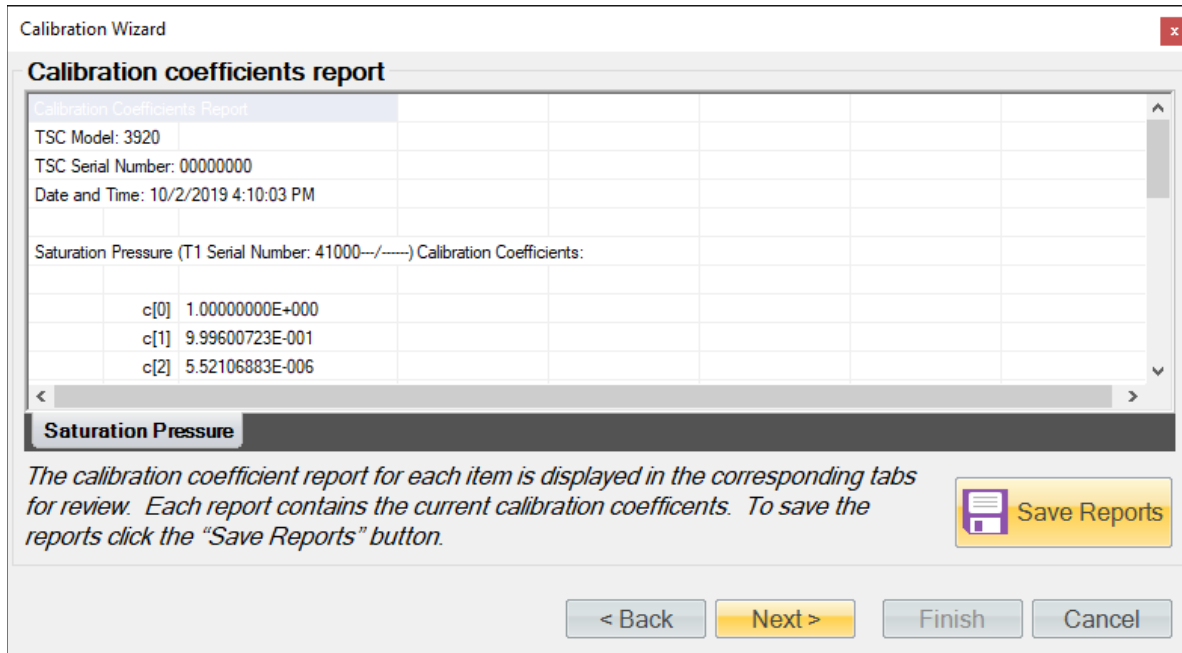 Calibration Wizard
x
Calibration coefficients report
Calibration Coefficients Report
TSC Model: 3920
TSC Serial Number: 00000000
Date and Time: 10/2/2019 4:10:03 PM
Saturation Pressure (T1 Serial Number: 41000---/------) Calibration Coefficients:
c[0] 1.00000000E+000
c[1] 9.99600723E-001
c[2] 5.52106883E-006
Saturation Pressure
The calibration coefficient report for each item is displayed in the corresponding tabs
for review. Each report contains the current calibration coefficents. To save the
reports click the “Save Reports” button.
Save Reports
< Back
Next >
Finish
Cancel